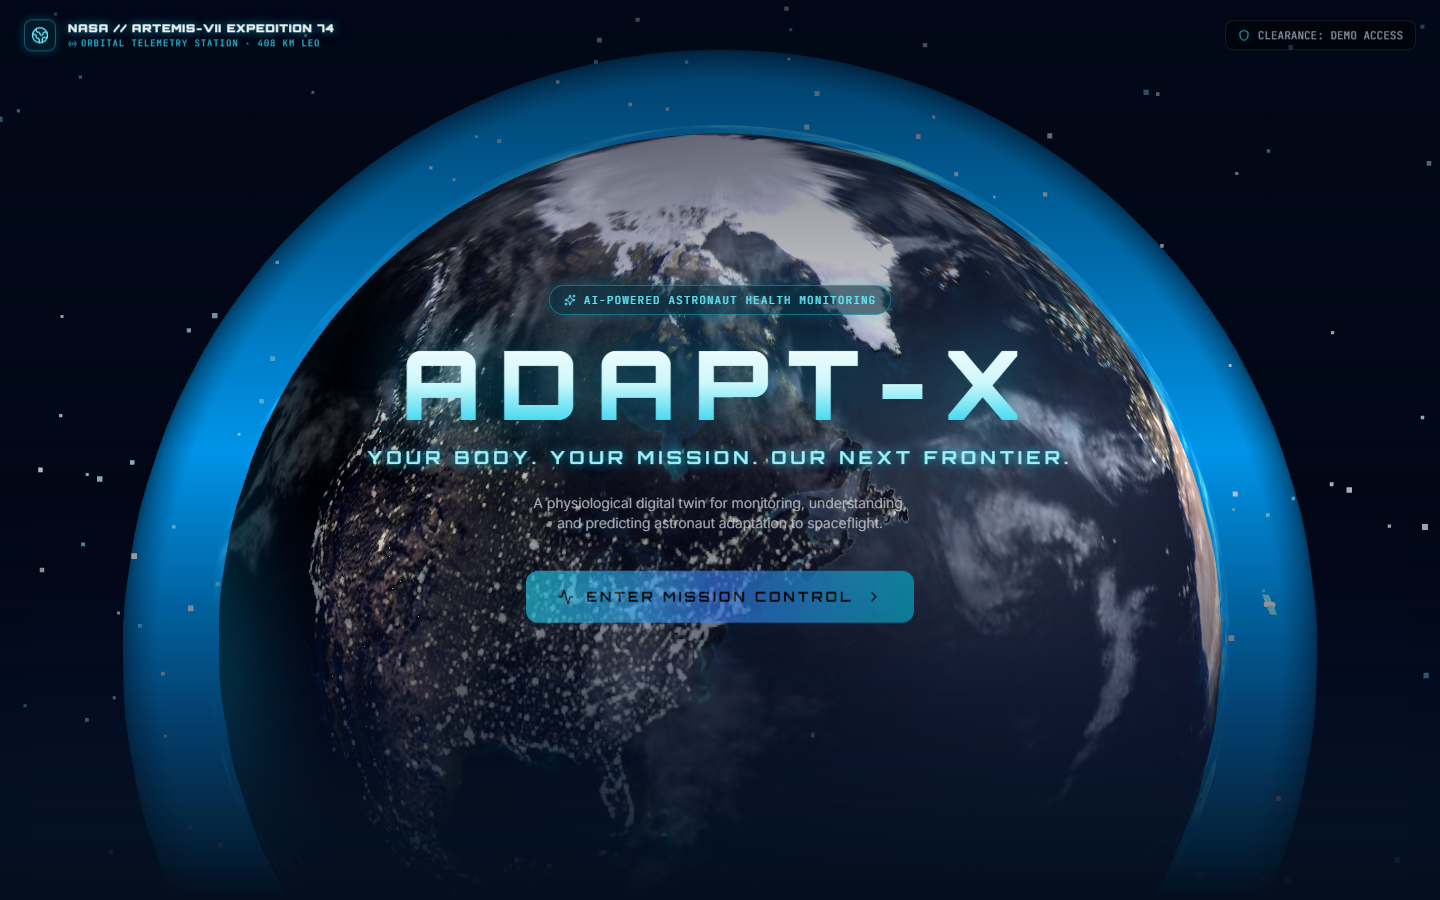 NASA // ARTEMIS-VII EXPEDITION 74
ORBITAL TELEMETRY STATION · 408 KM LEO
CLEARANCE: DEMO ACCESS
AI-POWERED ASTRONAUT HEALTH MONITORING
ADAPT-X
YOUR BODY. YOUR MISSION. OUR NEXT FRONTIER.
A physiological digital twin for monitoring, understanding,
and predicting astronaut adaptation to spaceflight.
ENTER MISSION CONTROL